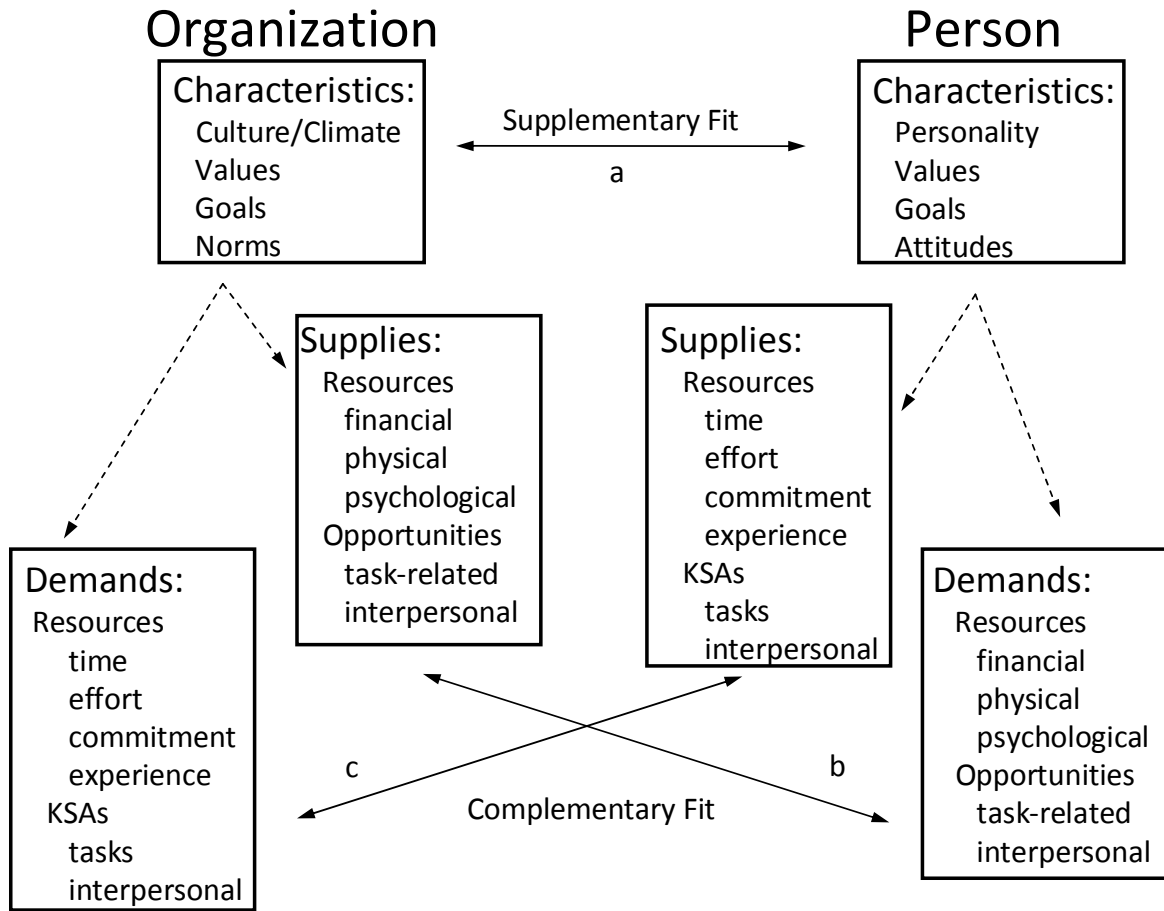 Organization
Person
Characteristics:
Culture/Climate
Values
Goals
Norms
Supplementary Fit
a
Characteristics:
Personality
Values
Goals
Attitudes
Supplies:
Resources
financial
physical
psychological
Opportunities
task-related
interpersonal
Supplies:
Resources
time
effort
commitment
experience
KSAs
tasks
interpersonal
Demands:
Resources
time
effort
commitment
experience
KSAs
tasks
interpersonal
Demands:
Resources
financial
physical
psychological
Opportunities
task-related
interpersonal
c
b
Complementary Fit